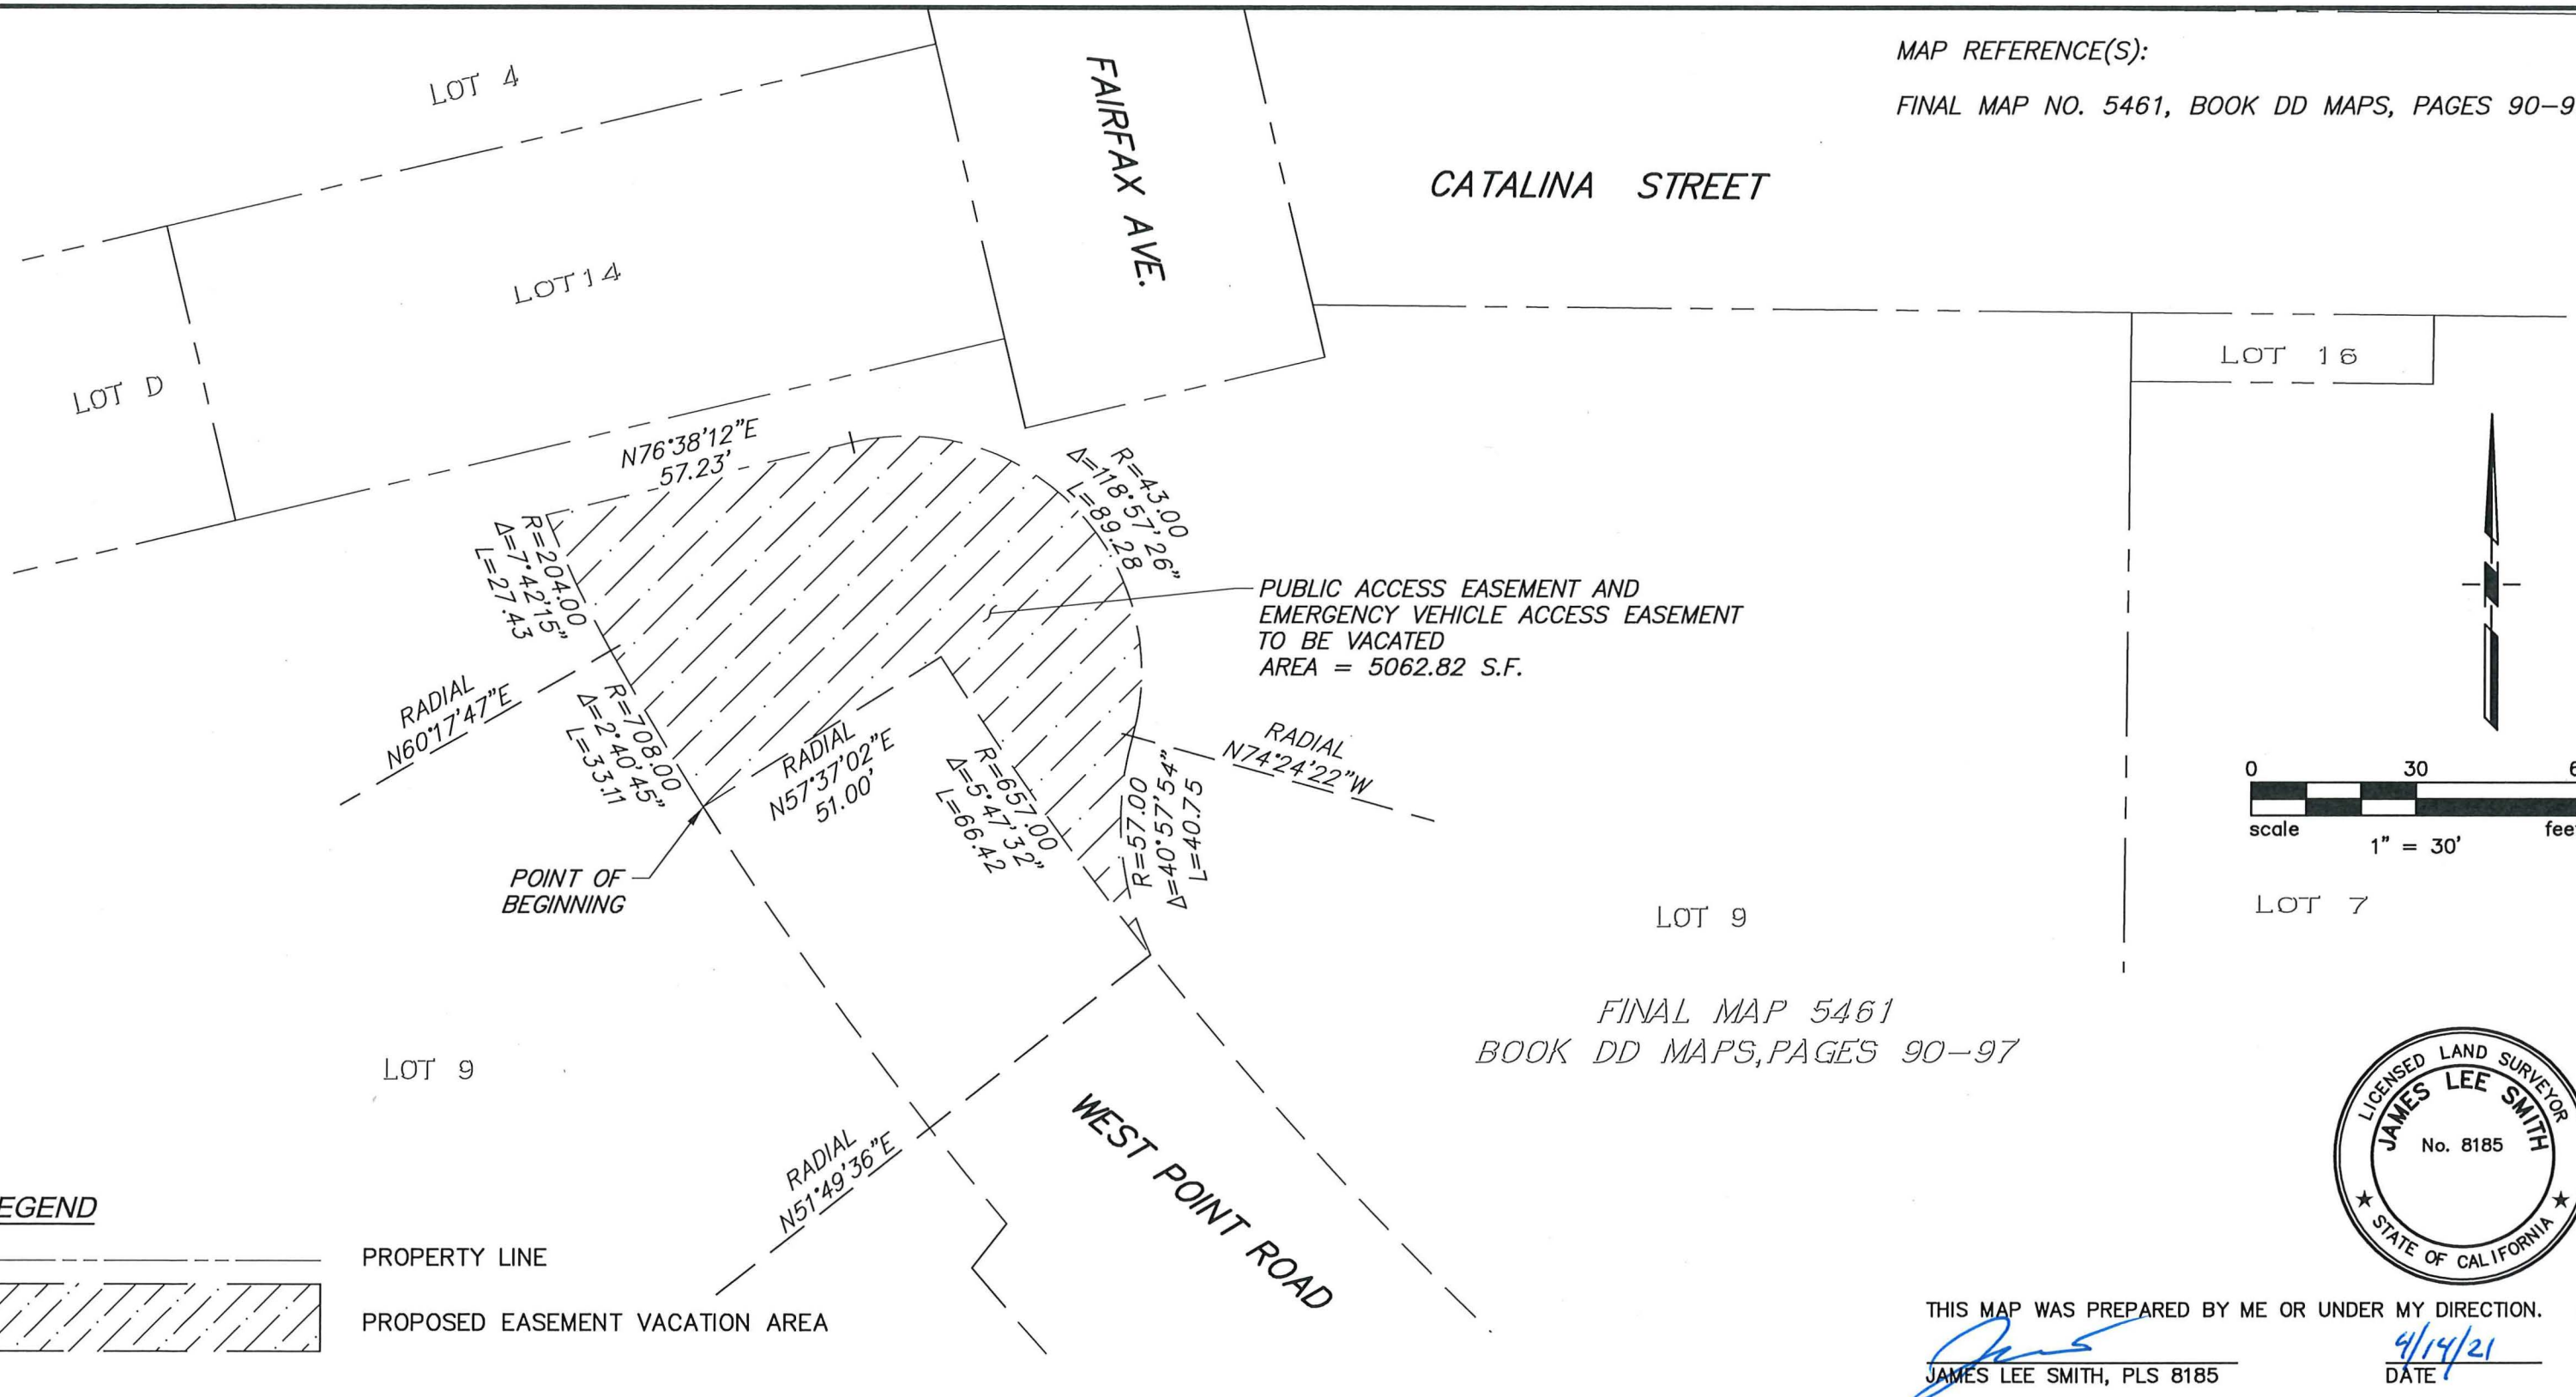 MAP REFERENCE(S):
FINAL MAP NO. 5461, BOOK DD MAPS, PAGES 90-9
LOT 4
FAIRFAX AVE.
CATALINA STREET
LOT14
LOT D
LOT 16
N76°38'12"E
57.23'
R=204.00
Δ=7°42'15"
L=27.43
R=43.00
Δ=118°57'26"
L=89.28
PUBLIC ACCESS EASEMENT AND
EMERGENCY VEHICLE ACCESS EASEMENT
TO BE VACATED
AREA = 5062.82 S.F.
RADIAL
N60°17'47"E
R=708.00
Δ=2°40'45"
L=33.11
RADIAL
N57°37'02"E
51.00'
R=657.00
Δ=5°47'32"
L=66.42
RADIAL
N74°24'22"W
R=57.00
Δ=40°57'54"
L=40.75
POINT OF
BEGINNING
0 30 6
scale fee
1" = 30'
LOT 7
LOT 9
FINAL MAP 5461
BOOK DD MAPS,PAGES 90-97
LOT 9
RADIAL
N51°49'36"E
WEST POINT ROAD
EGEND
PROPERTY LINE
PROPOSED EASEMENT VACATION AREA
LICENSED LAND SURVEYOR
JAMES LEE SMITH
No. 8185
★ STATE OF CALIFORNIA ★
THIS MAP WAS PREPARED BY ME OR UNDER MY DIRECTION.
4/14/21
JAMES LEE SMITH, PLS 8185 DATE